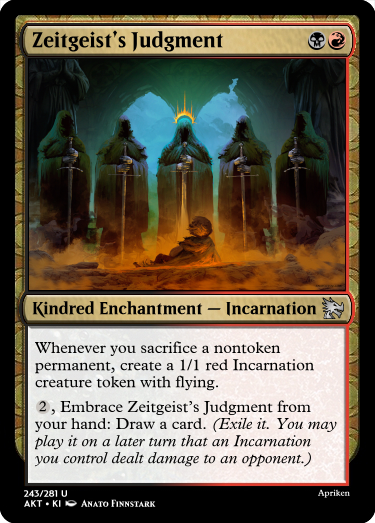 Zeitgeist's Judgment
Kindred Enchantment — Incarnation
Whenever you sacrifice a nontoken
permanent, create a 1/1 red Incarnation
creature token with flying.
2, Embrace Zeitgeist's Judgment from
your hand: Draw a card. (Exile it. You may
play it on a later turn that an Incarnation
you control dealt damage to an opponent.)
243/281 U
Apriken
AKT • KI Anato Finnstark